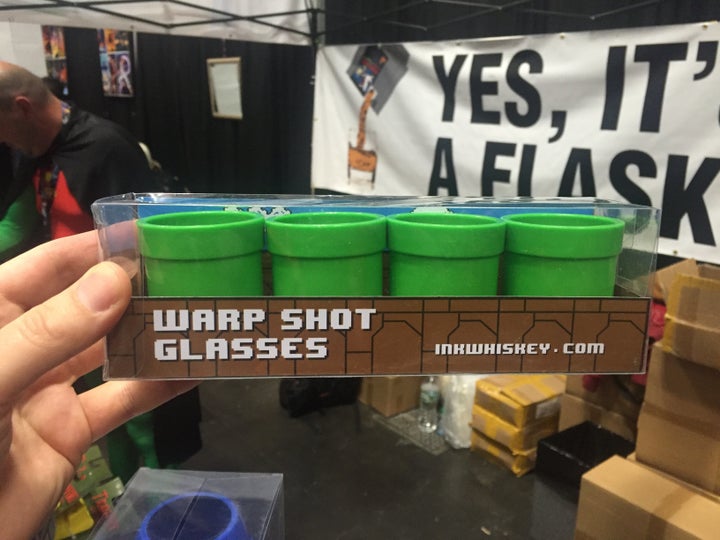 YES, IT'
A FLASK
WARP SHOT
GLASSES
INKWHISKEY.COM